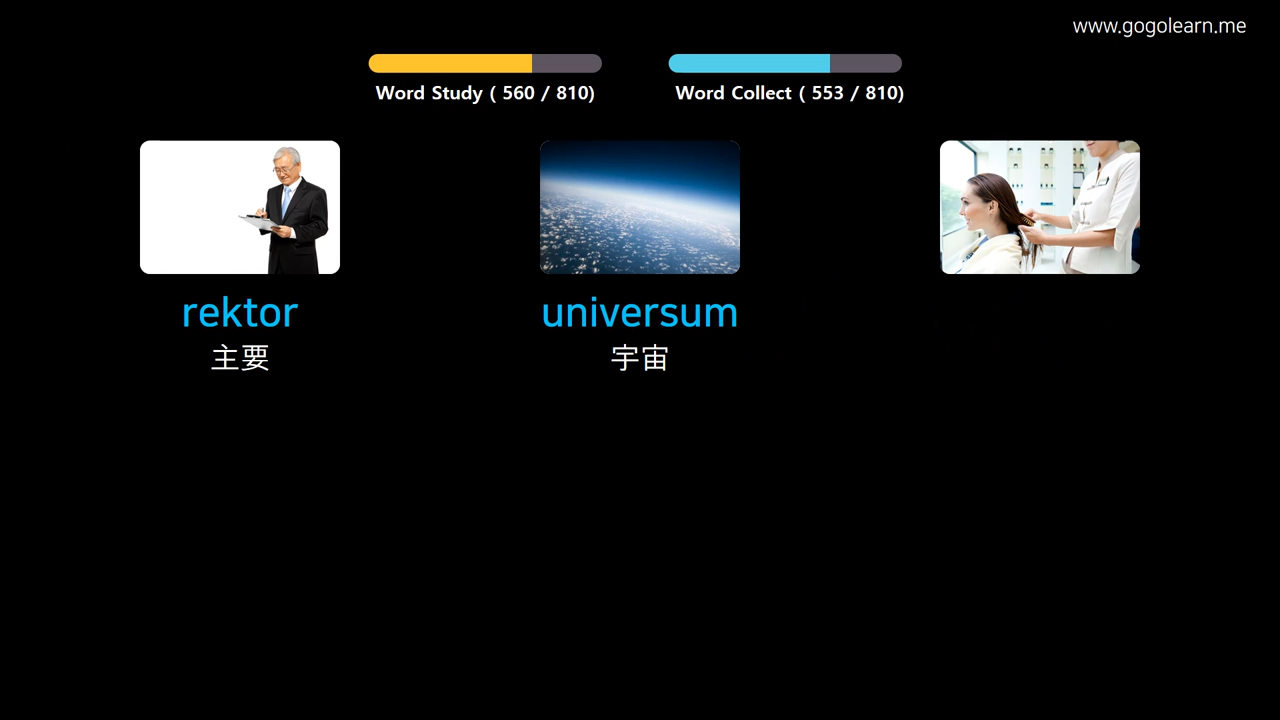 www.gogolearn.me
Word Study ( 560 / 810)
Word Collect ( 553 / 810)
rektor
主要
universum
宇宙